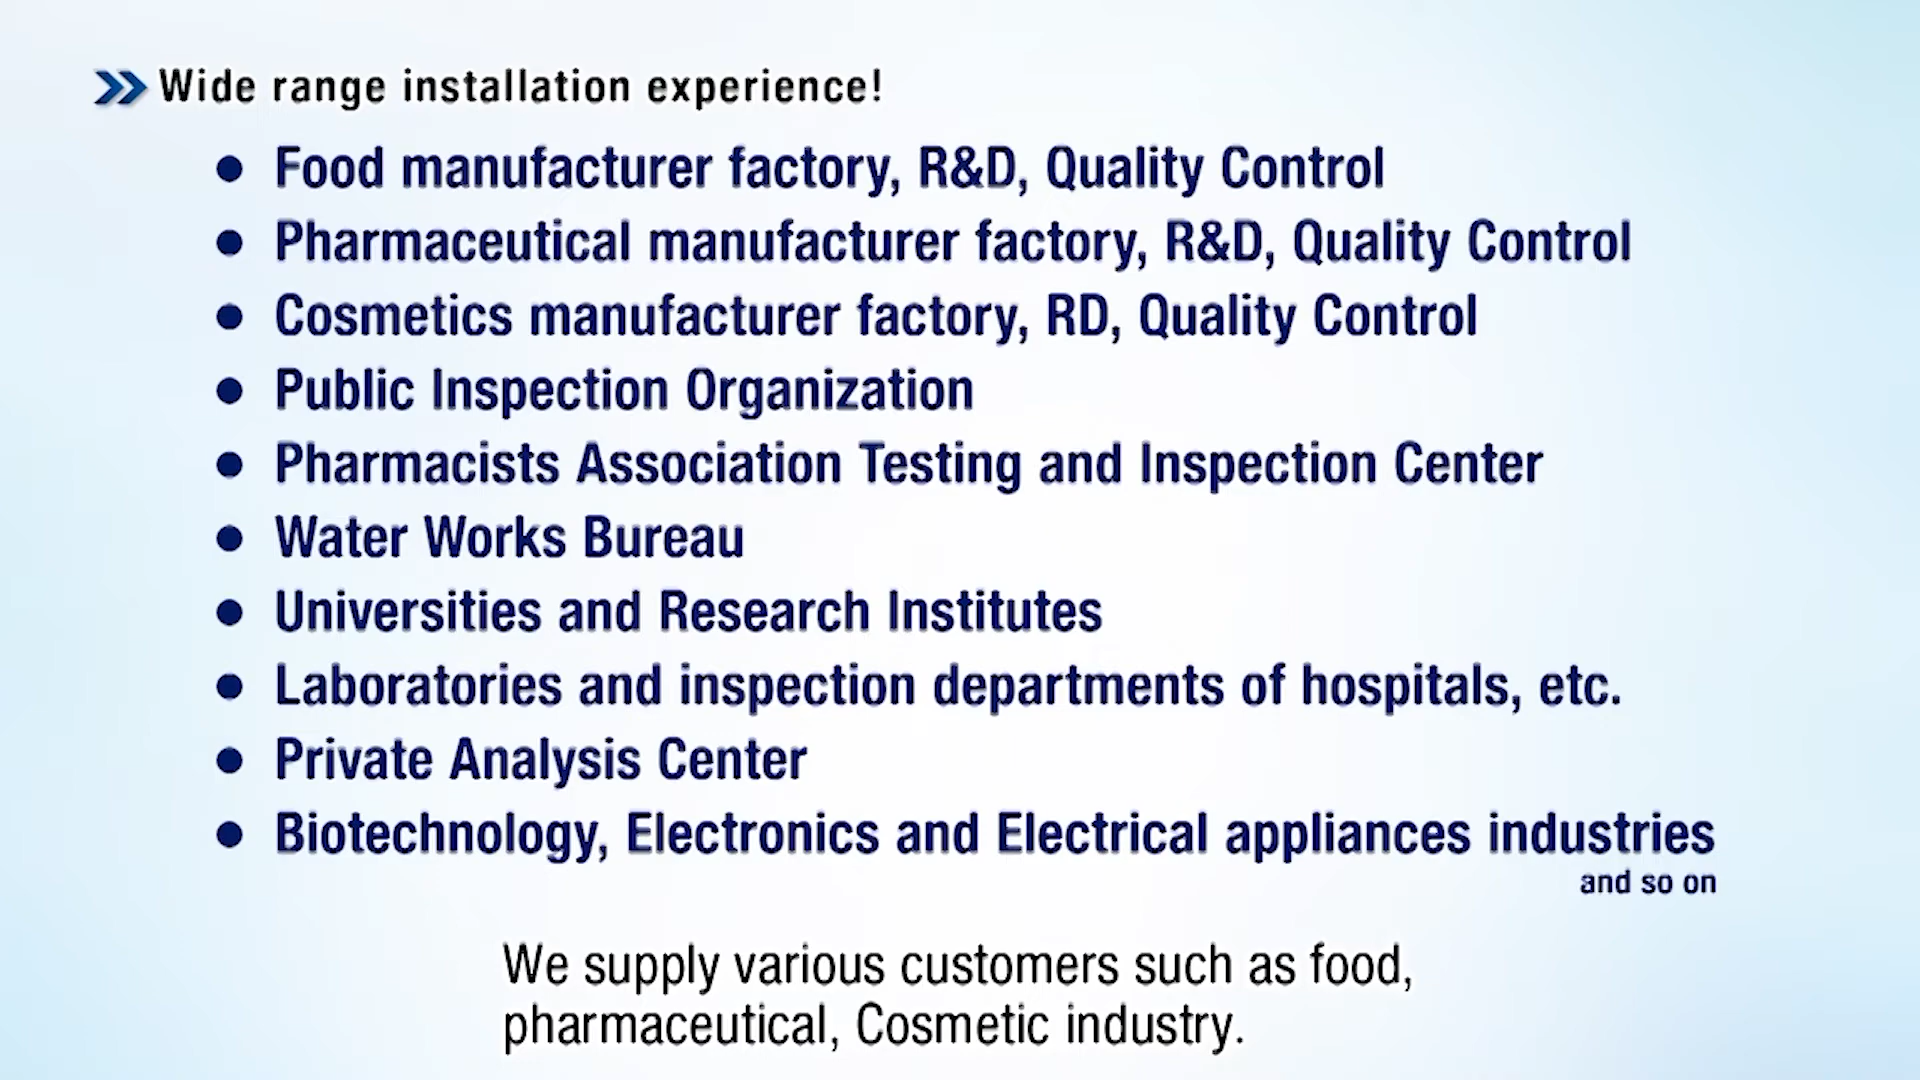 Wide range installation experience!
● Food manufacturer factory, R&D, Quality Control
● Pharmaceutical manufacturer factory, R&D, Quality Control
● Cosmetics manufacturer factory, RD, Quality Control
● Public Inspection Organization
● Pharmacists Association Testing and Inspection Center
● Water Works Bureau
● Universities and Research Institutes
● Laboratories and inspection departments of hospitals, etc.
● Private Analysis Center
● Biotechnology, Electronics and Electrical appliances industries
and so on
We supply various customers such as food,
pharmaceutical, Cosmetic industry.